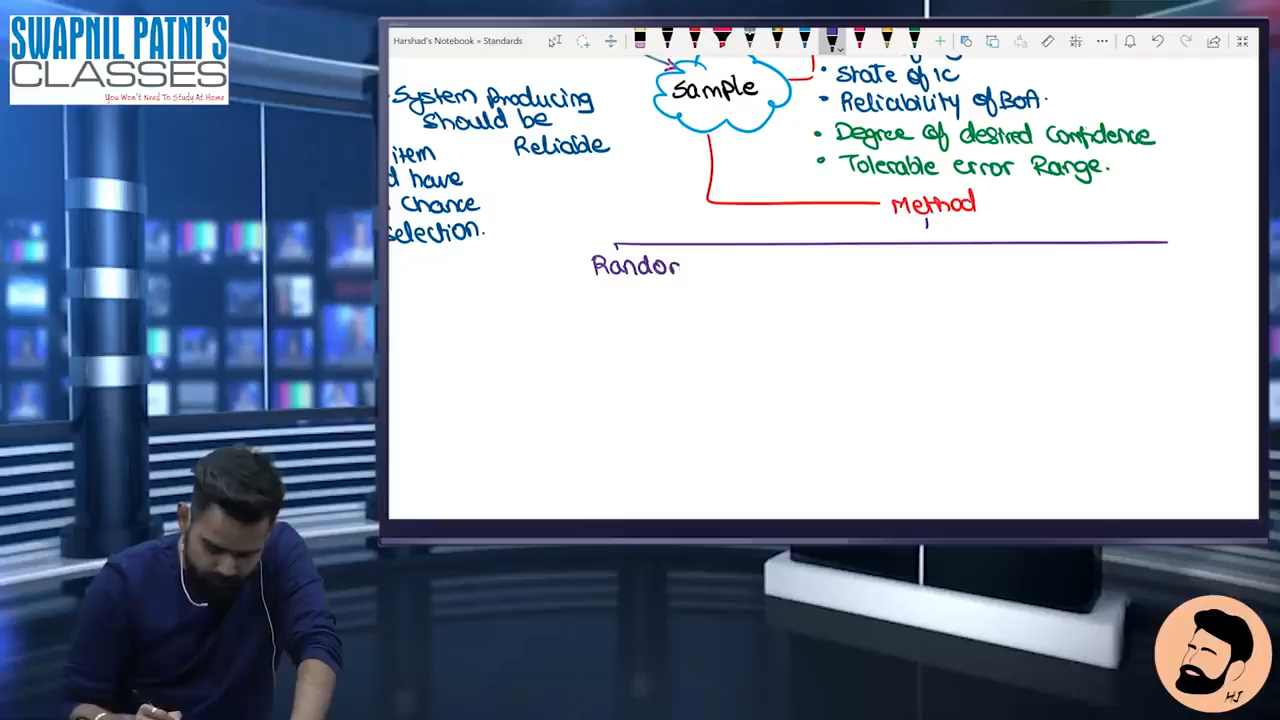 SWAPNIL PATNI'S
CLASSES
You Won't Need To Study At Home
Harshad's Notebook » Standards
Sample
• State of IC
• Reliability of BOA.
• Degree of desired Confidence
• Tolerable error Range.
System Producing
should be
Reliable
item
d have
Chance
selection.
Method
Randor
HJ